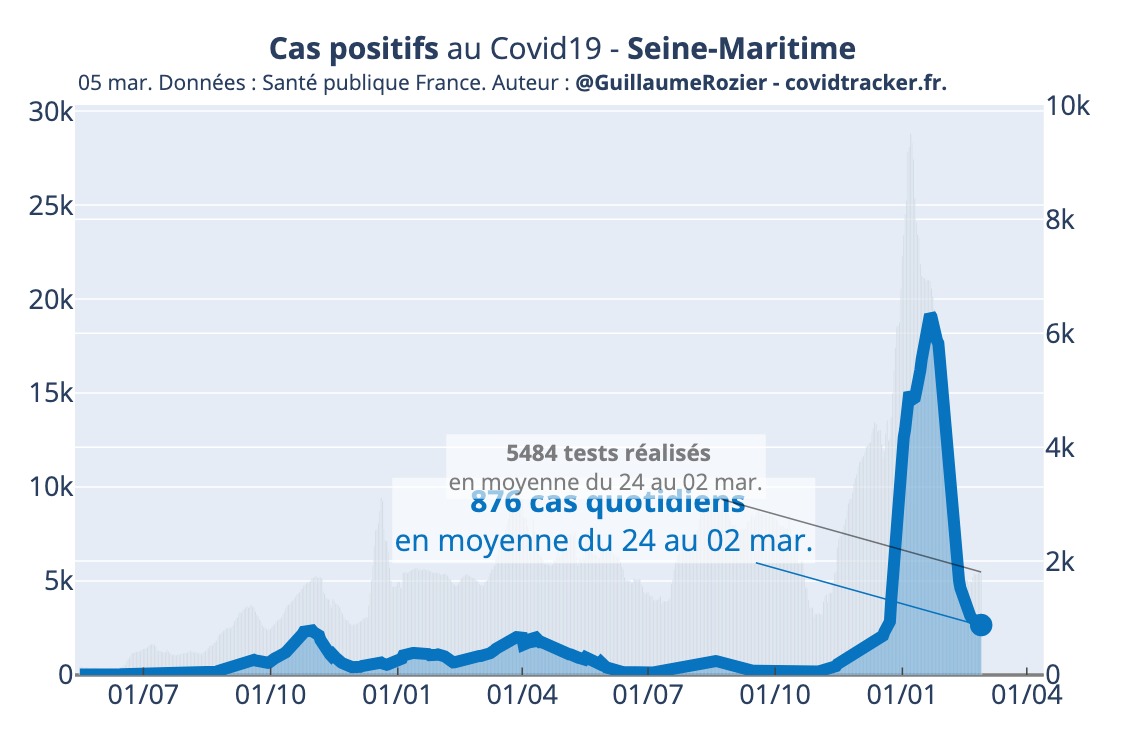 Cas positifs au Covid19 - Seine-Maritime
05 mar. Données : Santé publique France. Auteur : @GuillaumeRozier - covidtracker.fr.
30k
25k
20k
15k
10k
5k
0
10k
8k
6k
4k
2k
0
5484 tests réalisés
en moyenne du 24 au 02 mar.
876 cas quotidiens
en moyenne du 24 au 02 mar.
01/07 01/10 01/01 01/04 01/07 01/10 01/01 01/04